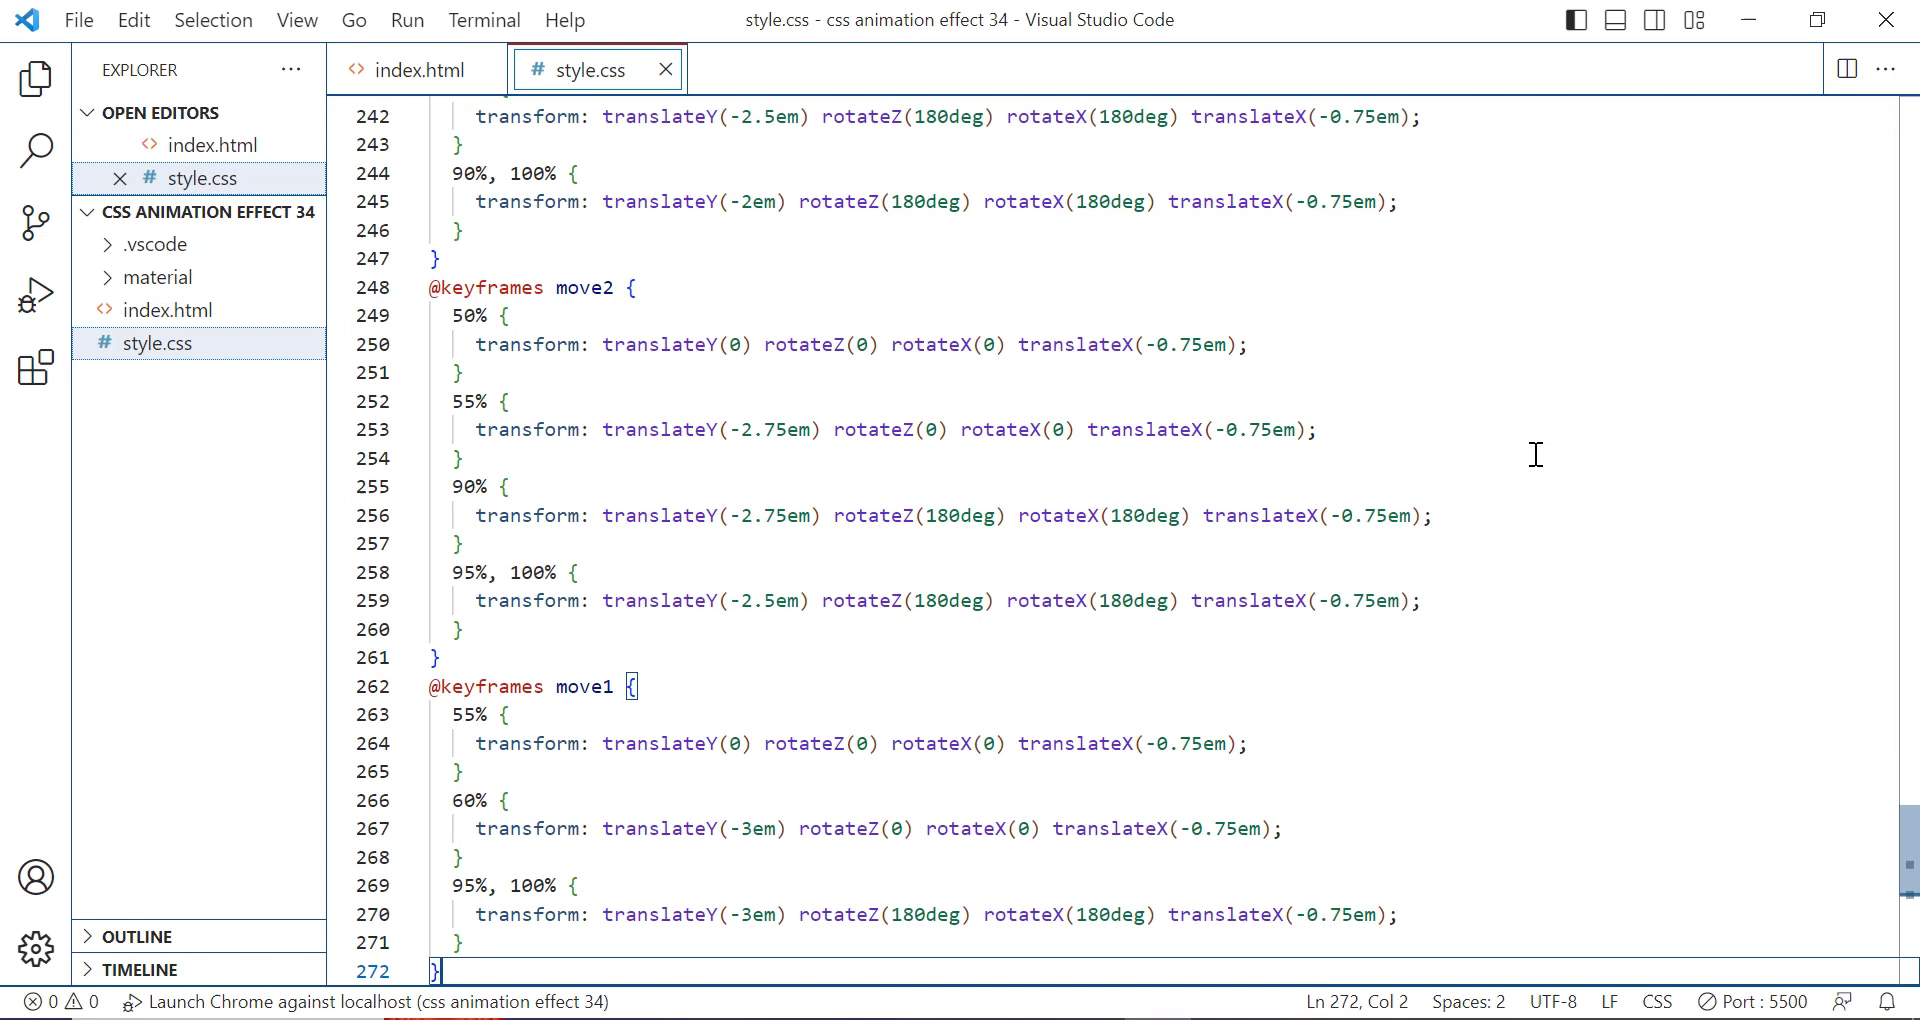 File Edit Selection View Go Run Terminal Help
style.css - css animation effect 34 - Visual Studio Code
EXPLORER
OPEN EDITORS
index.html
style.css
CSS ANIMATION EFFECT 34
.vscode
material
index.html
style.css
OUTLINE
TIMELINE
index.html
style.css
242 transform: translateY(-2.5em) rotateZ(180deg) rotateX(180deg) translateX(-0.75em);
243 }
244 90%, 100% {
245 transform: translateY(-2em) rotateZ(180deg) rotateX(180deg) translateX(-0.75em);
246 }
247 }
248 @keyframes move2 {
249 50% {
250 transform: translateY(0) rotateZ(0) rotateX(0) translateX(-0.75em);
251 }
252 55% {
253 transform: translateY(-2.75em) rotateZ(0) rotateX(0) translateX(-0.75em);
254 }
255 90% {
256 transform: translateY(-2.75em) rotateZ(180deg) rotateX(180deg) translateX(-0.75em);
257 }
258 95%, 100% {
259 transform: translateY(-2.5em) rotateZ(180deg) rotateX(180deg) translateX(-0.75em);
260 }
261 }
262 @keyframes move1 {
263 55% {
264 transform: translateY(0) rotateZ(0) rotateX(0) translateX(-0.75em);
265 }
266 60% {
267 transform: translateY(-3em) rotateZ(0) rotateX(0) translateX(-0.75em);
268 }
269 95%, 100% {
270 transform: translateY(-3em) rotateZ(180deg) rotateX(180deg) translateX(-0.75em);
271 }
272 }
0 0 Launch Chrome against localhost (css animation effect 34)
Ln 272, Col 2 Spaces: 2 UTF-8 LF CSS Port : 5500